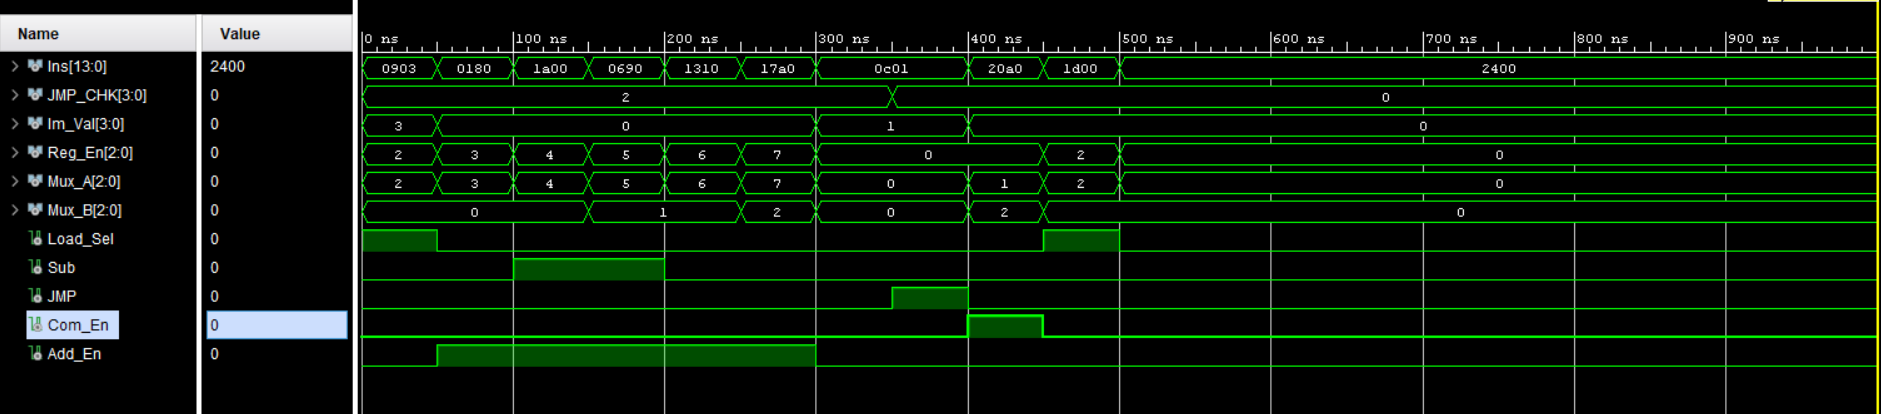 Name Value 0 ns 100 ns 200 ns 300 ns 400 ns 500 ns 600 ns 700 ns 800 ns 900 ns
Ins[13:0] 2400 0903 0180 1a00 0690 1310 17a0 0c01 20a0 1d00 2400
JMP_CHK[3:0] 0 2 0
Im_Val[3:0] 0 3 0 1 0
Reg_En[2:0] 0 2 3 4 5 6 7 0 2 0
Mux_A[2:0] 0 2 3 4 5 6 7 0 1 2 0
Mux_B[2:0] 0 0 1 2 0 2 0
Load_Sel 0
Sub 0
JMP 0
Com_En 0
Add_En 0